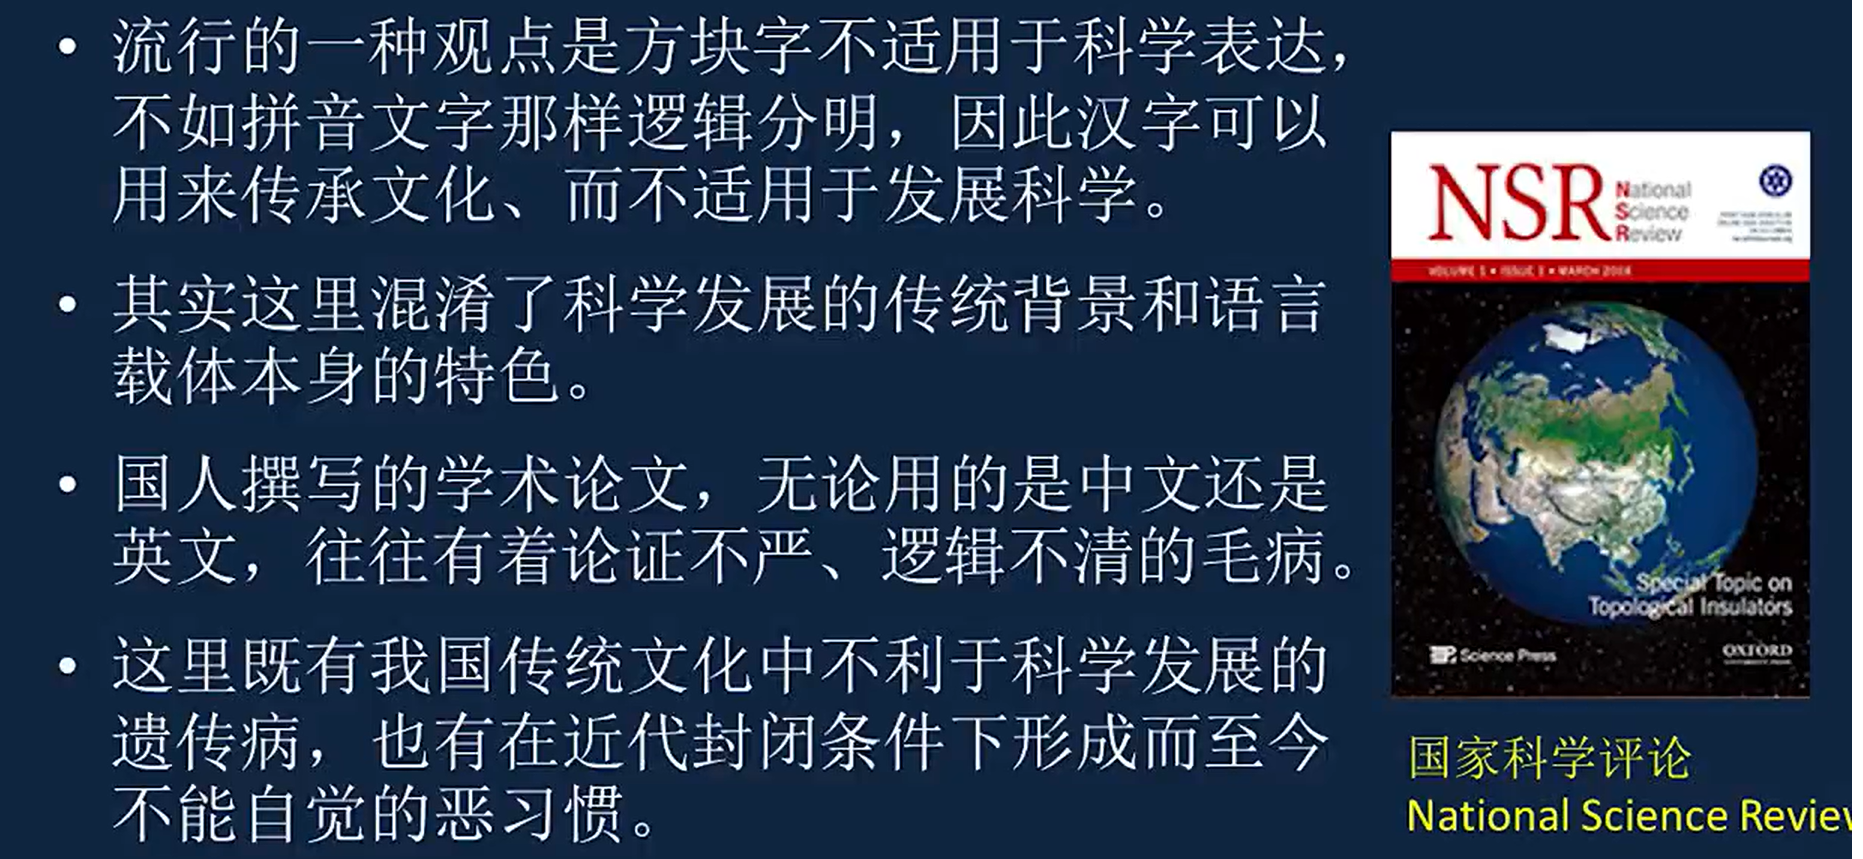 • 流行的一种观点是方块字不适用于科学表达，
不如拼音文字那样逻辑分明，因此汉字可以
用来传承文化、而不适用于发展科学。
• 其实这里混淆了科学发展的传统背景和语言
载体本身的特色。
• 国人撰写的学术论文，无论用的是中文还是
英文，往往有着论证不严、逻辑不清的毛病。
• 这里既有我国传统文化中不利于科学发展的
遗传病，也有在近代封闭条件下形成而至今
不能自觉的恶习惯。
NSR
National
Science
Review
VOLUME 1 • ISSUE 1 • MARCH 2014
Special Topic on
Topological Insulators
Science Press
OXFORD
UNIVERSITY PRESS
国家科学评论
National Science Review